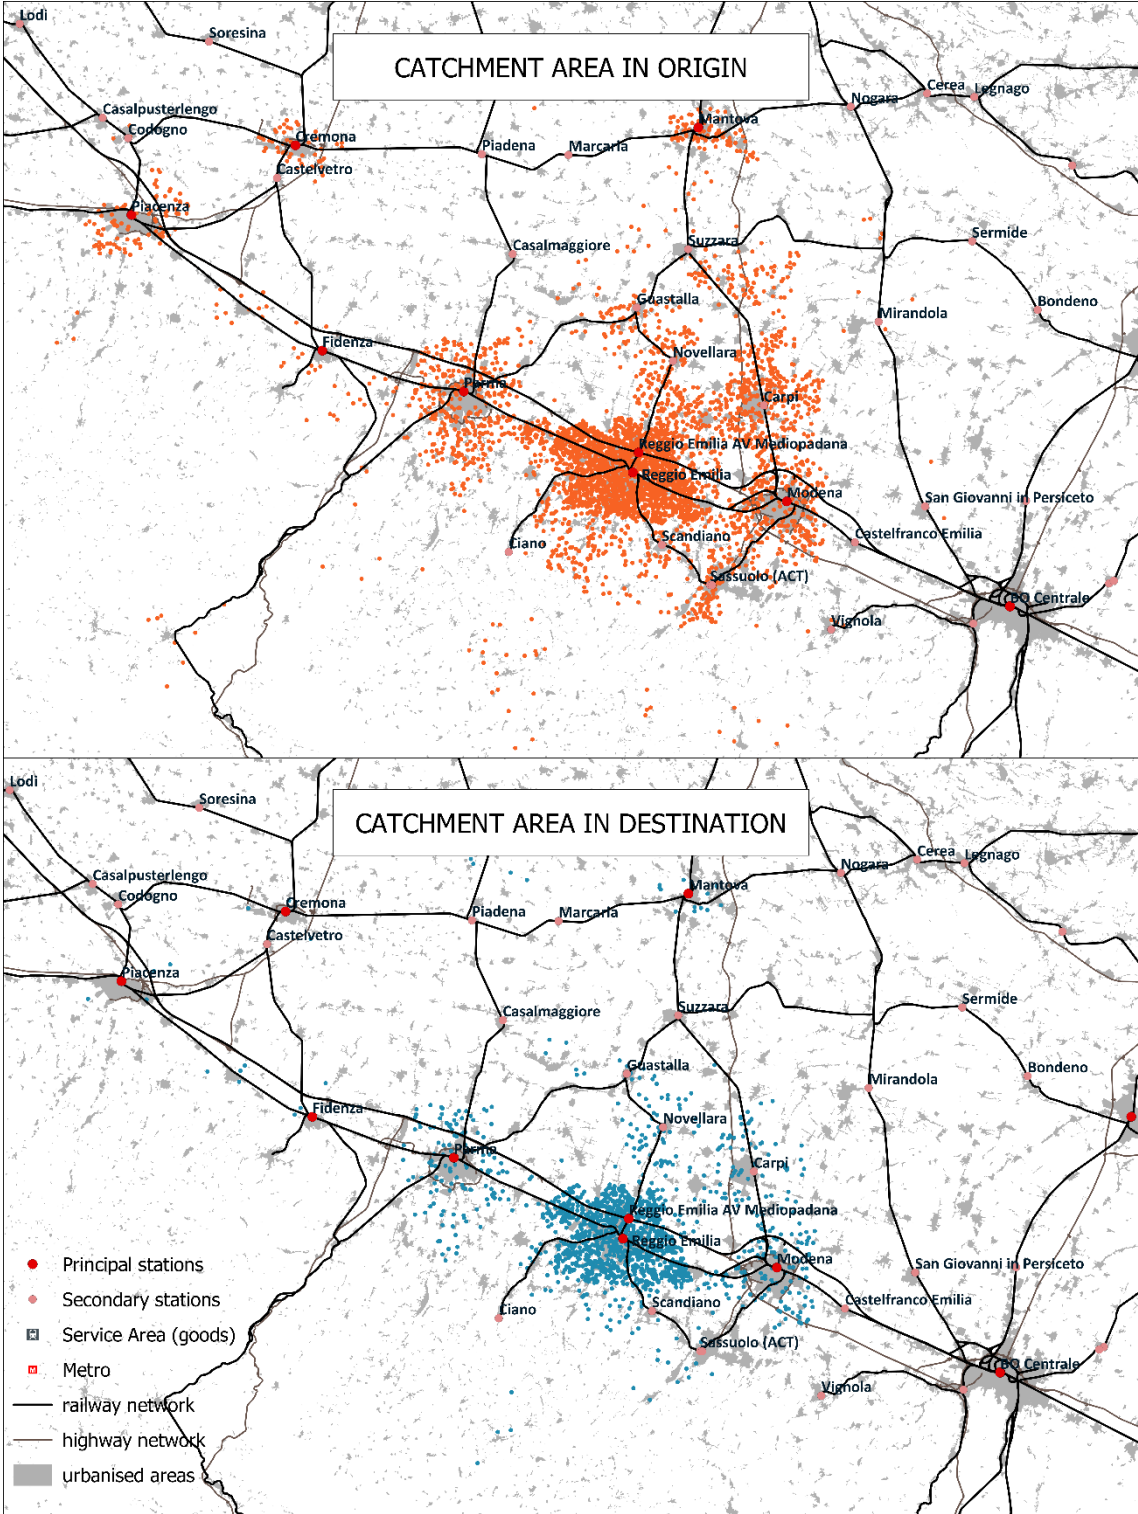 Lodi
Soresina
CATCHMENT AREA IN ORIGIN
Cerea
Legnago
Nogara
Casalpusterlengo
Codogno
Cremona
Mantova
Piadena
Marcaria
Castelvetro
Piacenza
Casalmaggiore
Suzzara
Sermide
Guastalla
Bondeno
Mirandola
Fidenza
Novellara
Parma
Carpi
Reggio Emilia AV Mediopadana
Reggio Emilia
Modena
San Giovanni in Persiceto
Ciano
Scandiano
Castelfranco Emilia
Sassuolo (ACT)
BO Centrale
Vignola
Lodi
Soresina
CATCHMENT AREA IN DESTINATION
Cerea
Legnago
Nogara
Casalpusterlengo
Codogno
Cremona
Mantova
Piadena
Marcaria
Castelvetro
Piacenza
Casalmaggiore
Suzzara
Sermide
Guastalla
Bondeno
Mirandola
Fidenza
Novellara
Parma
Carpi
Reggio Emilia AV Mediopadana
Reggio Emilia
Modena
San Giovanni in Persiceto
Ciano
Scandiano
Castelfranco Emilia
Sassuolo (ACT)
BO Centrale
Vignola
Principal stations
Secondary stations
Service Area (goods)
M Metro
railway network
highway network
urbanised areas